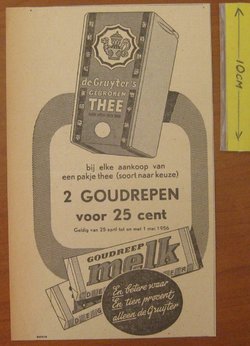 10CM
de Gruyter's
GEBROKEN
THEE
bij elke aankoop van
een pakje thee (soort naar keuze)
2 GOUDREPEN
voor 25 cent
Geldig van 25 april tot en met 1 mei 1956
GOUDREEP
melk
En betere waar
En tien procent
alleen de Gruyter